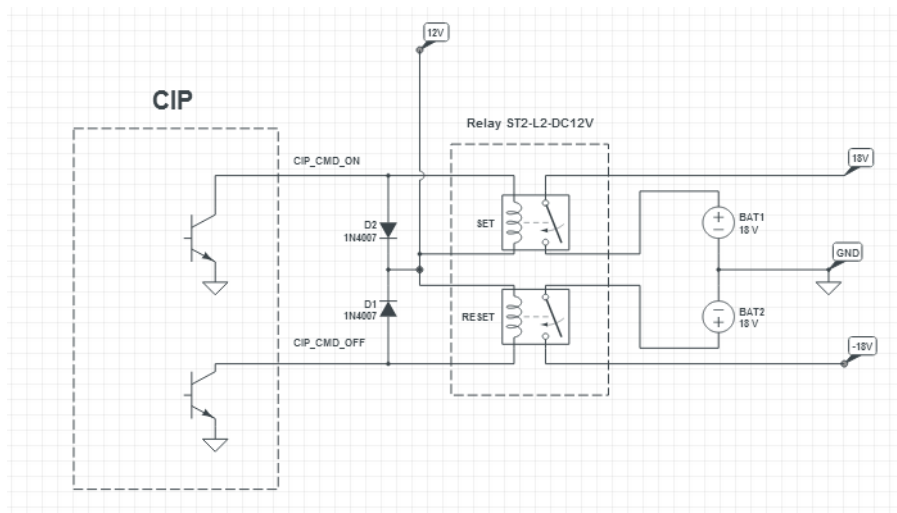 12V
CIP
Relay ST2-L2-DC12V
CIP_CMD_ON
18V
D2
1N4007
SET
BAT1
18 V
GND
D1
1N4007
RESET
BAT2
18 V
CIP_CMD_OFF
-18V